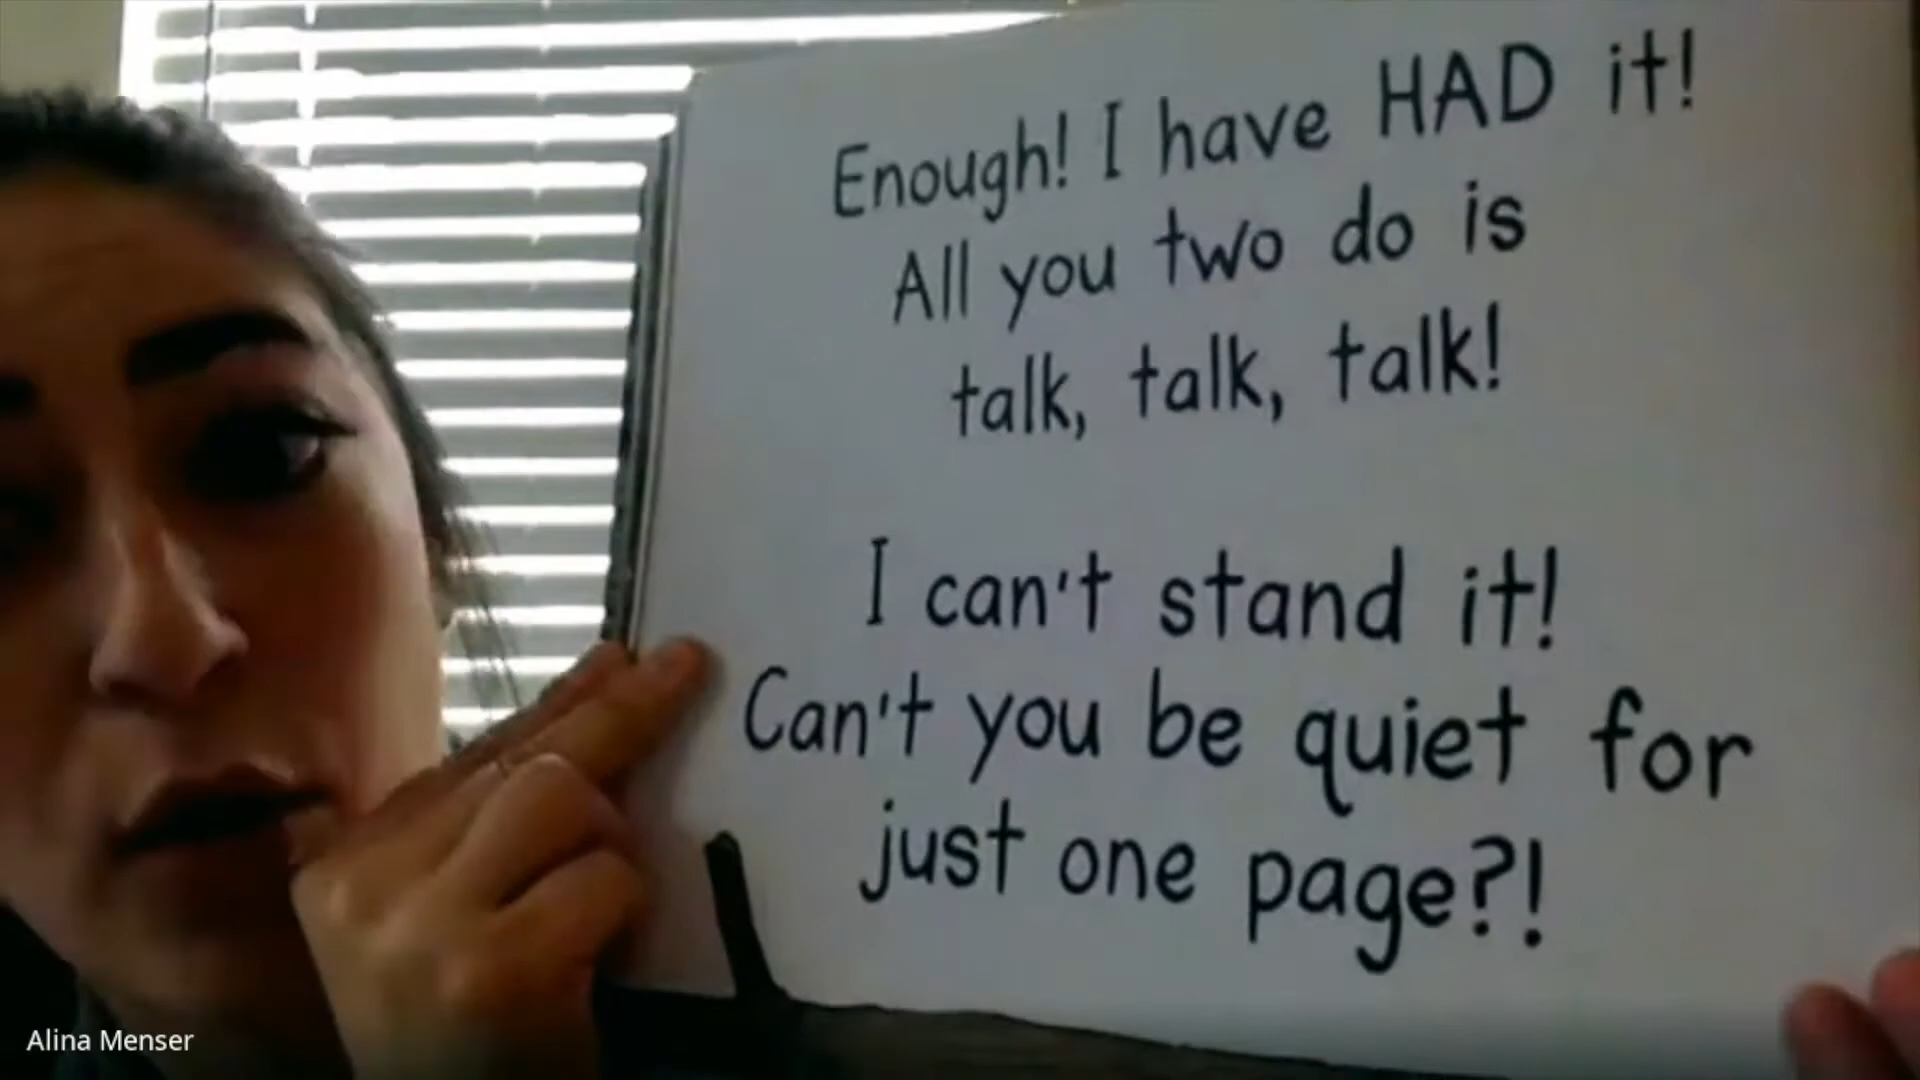 Enough! I have HAD it!
All you two do is
talk, talk, talk!
I can't stand it!
Can't you be quiet for
just one page?!
Alina Menser